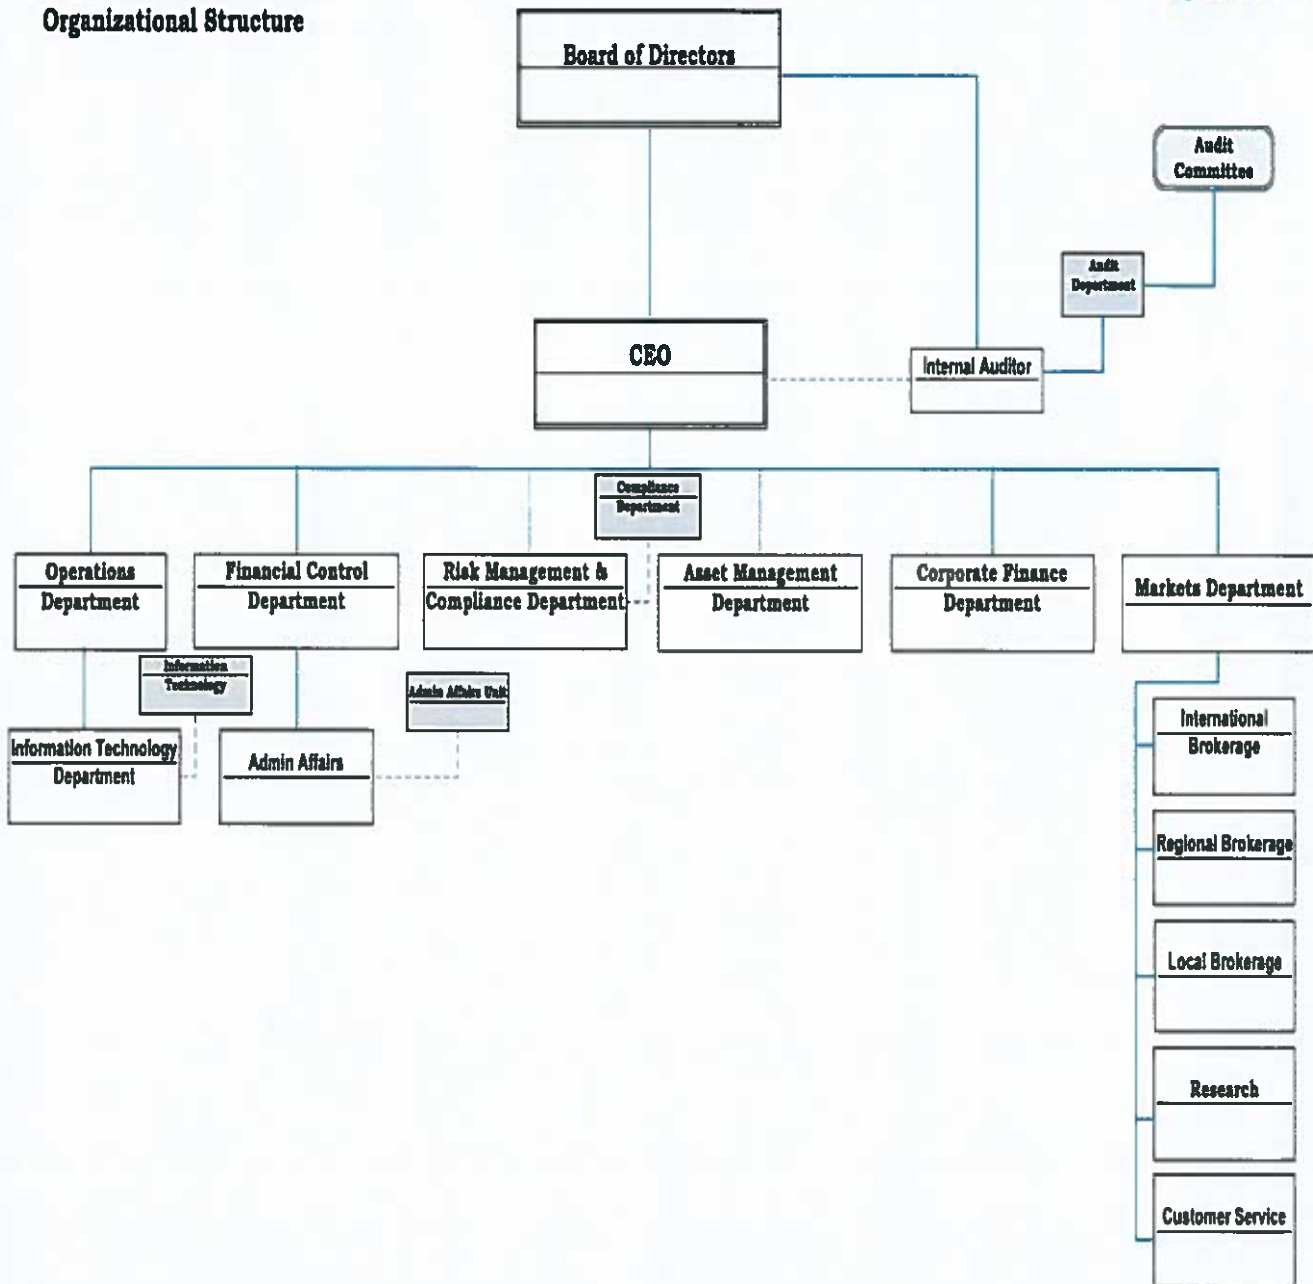 Organizational Structure
Board of Directors
Audit
Committee
Audit
Department
CEO
Internal Auditor
Compliance
Department
Operations
Department
Financial Control
Department
Risk Management &
Compliance Department
Asset Management
Department
Corporate Finance
Department
Markets Department
Information
Technology
Admin Affairs Unit
Information Technology
Department
Admin Affairs
International
Brokerage
Regional Brokerage
Local Brokerage
Research
Customer Service